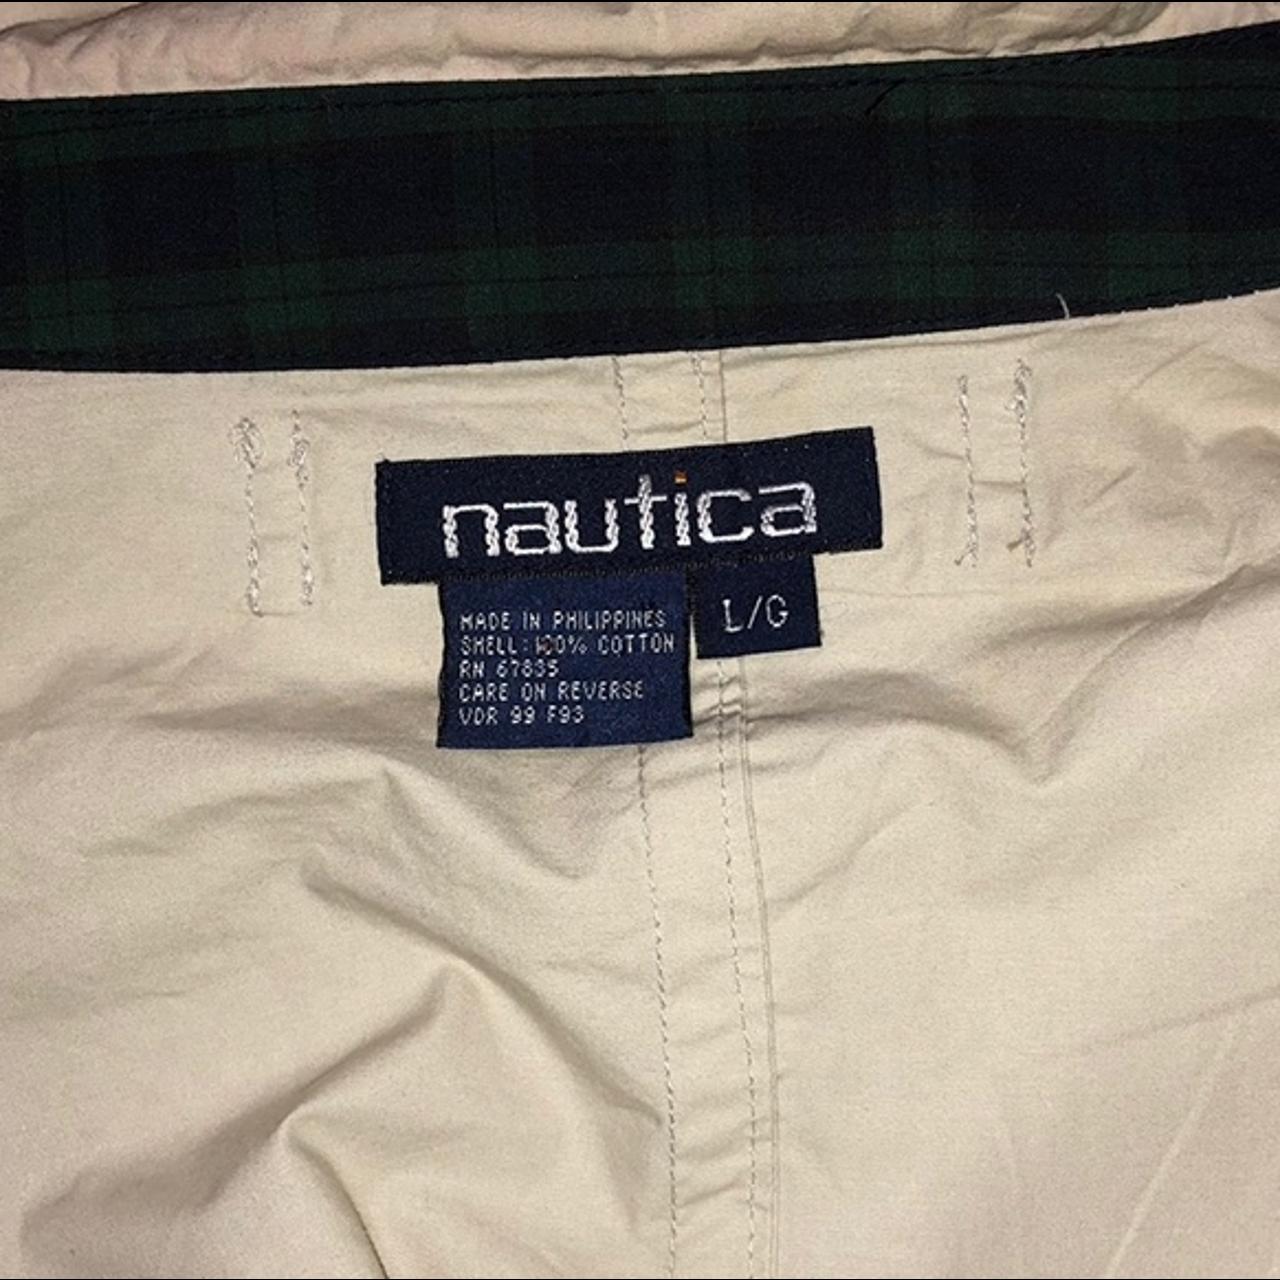 nautica
L/G
MADE IN PHILIPPINES
SHELL: 100% COTTON
RN 67835
CARE ON REVERSE
VDR 99 F93